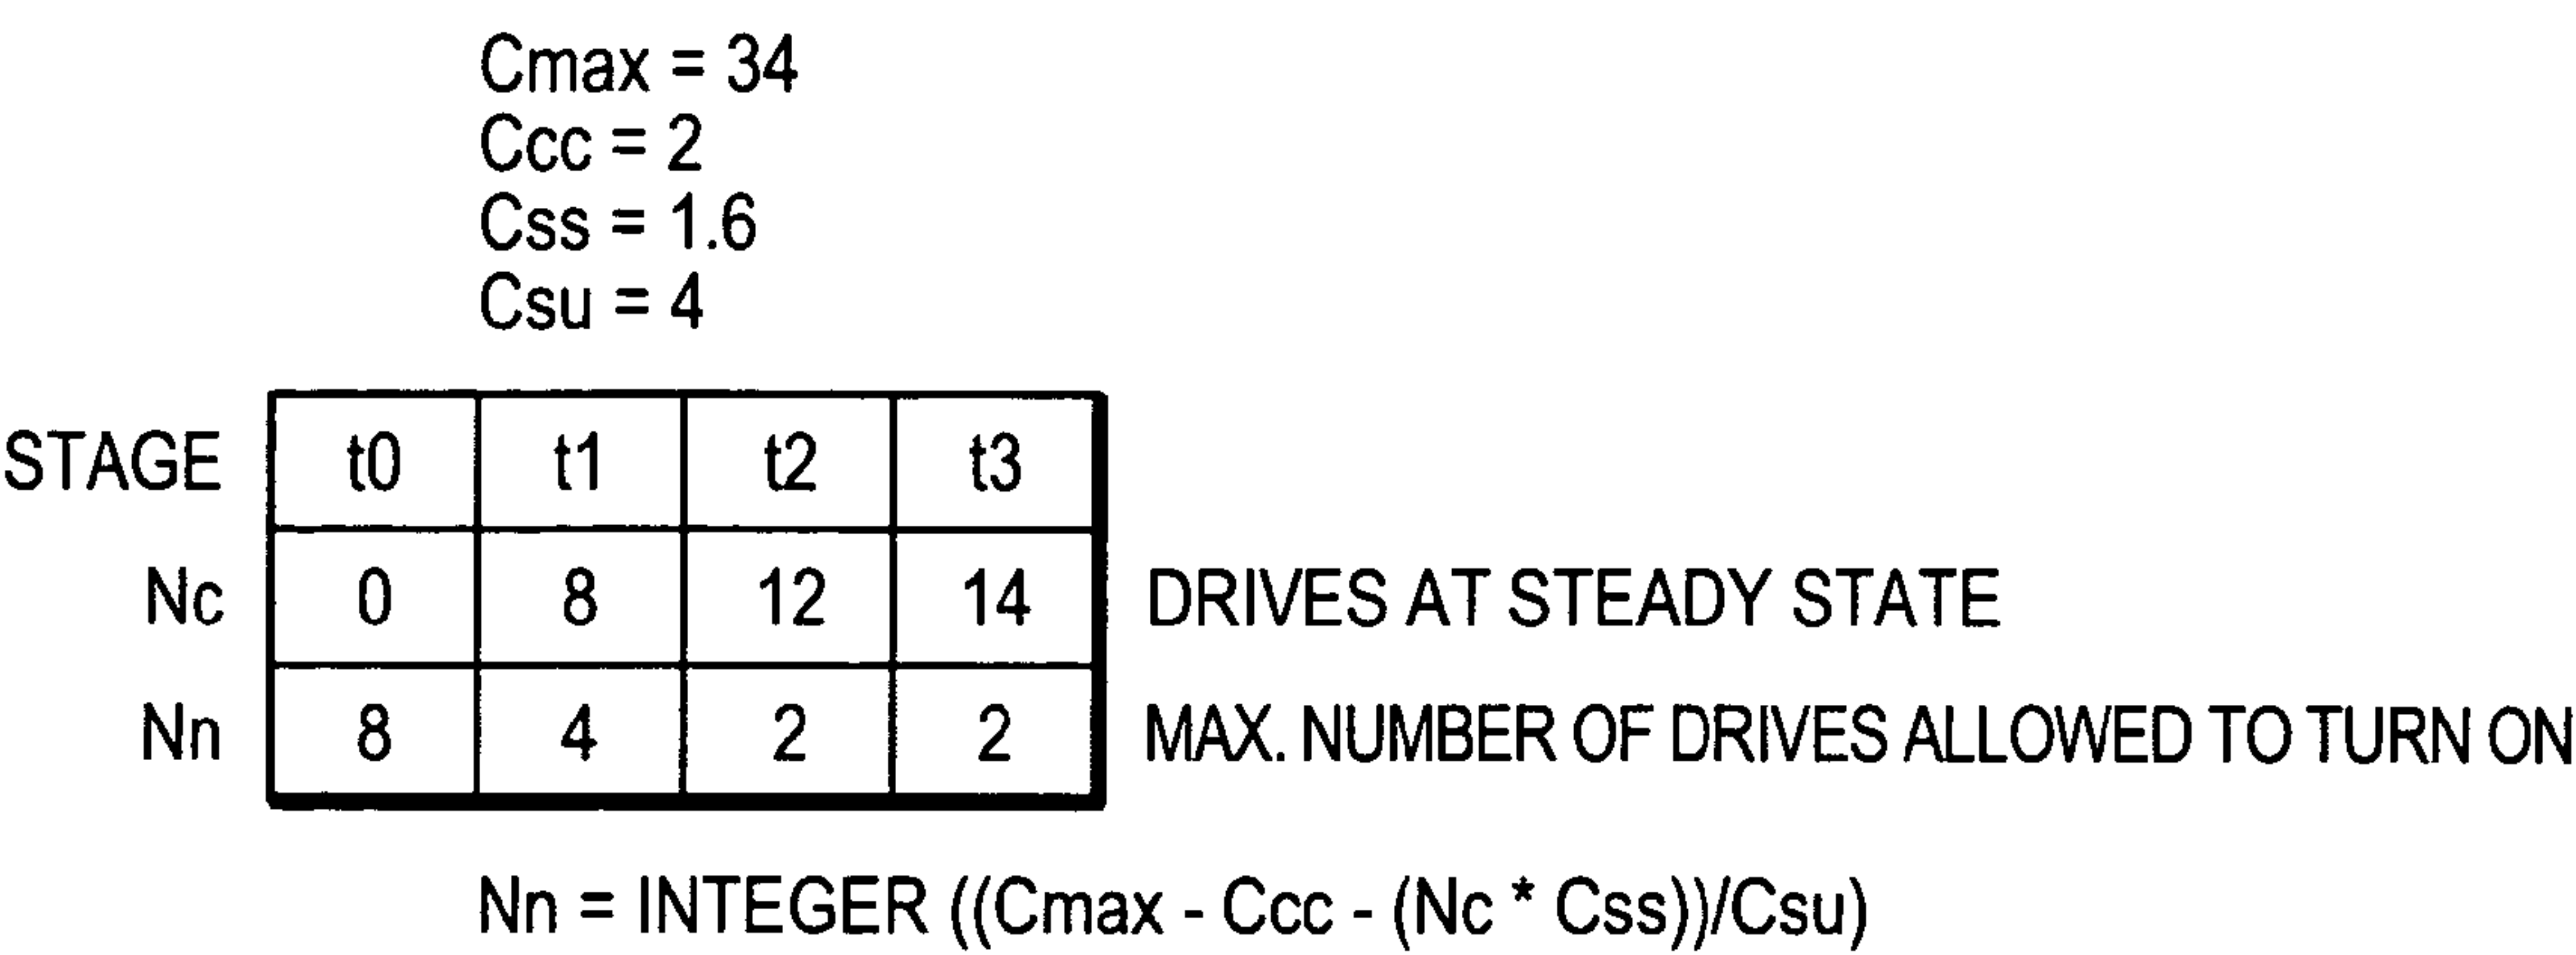 Cmax = 34
Ccc = 2
Css = 1.6
Csu = 4
STAGE t0 t1 t2 t3
Nc 0 8 12 14 DRIVES AT STEADY STATE
Nn 8 4 2 2 MAX. NUMBER OF DRIVES ALLOWED TO TURN ON
Nn = INTEGER ((Cmax - Ccc - (Nc * Css))/Csu)